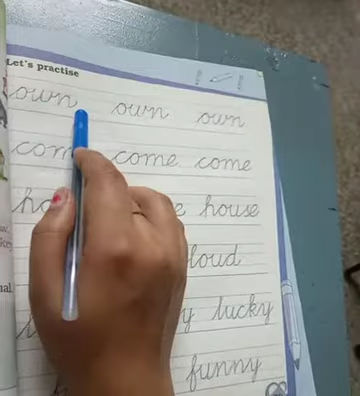 Let's practise
own own own
come come come
house
loud
lucky
funny